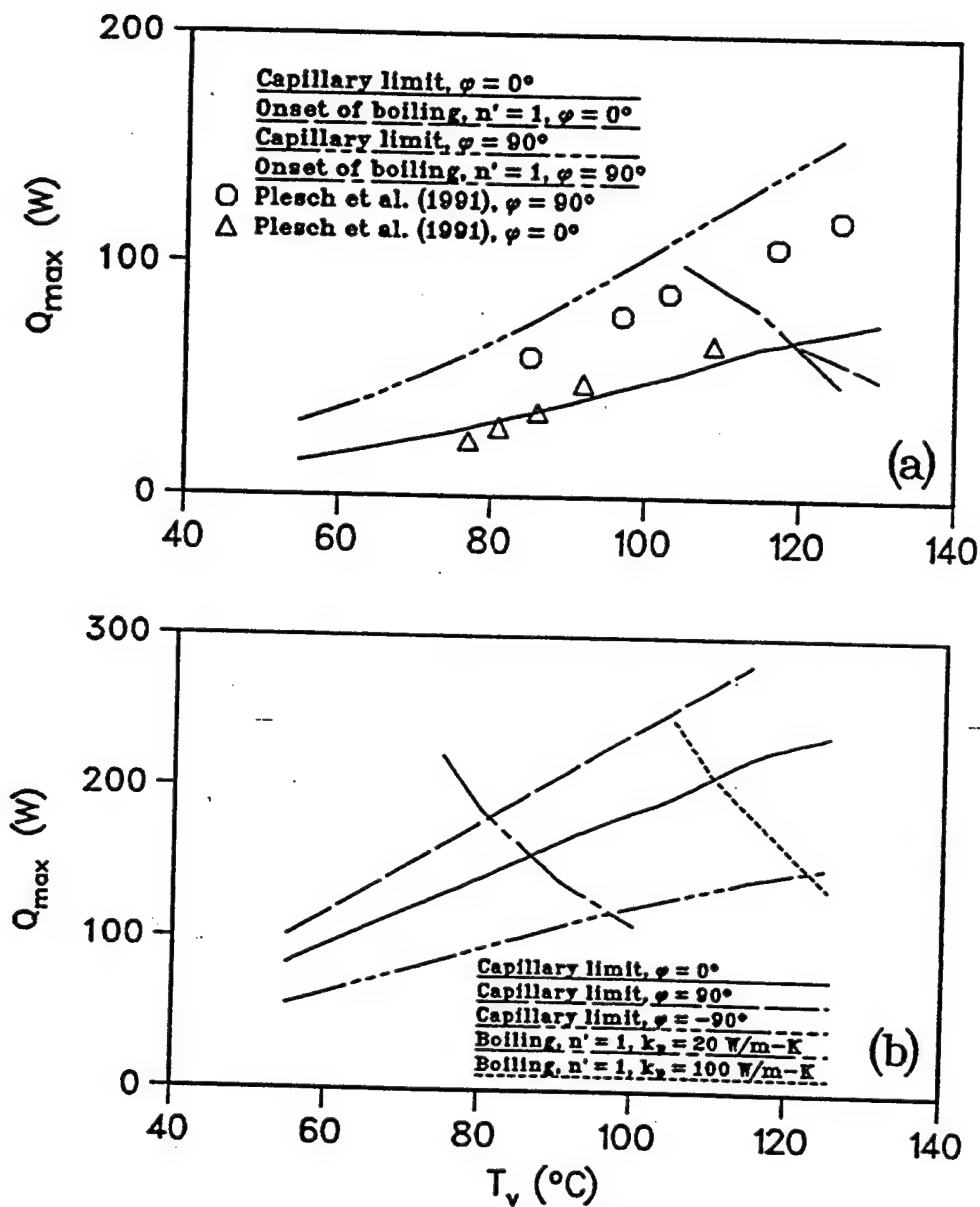 200
Capillary limit, φ = 0°
Onset of boiling, n' = 1, φ = 0°
Capillary limit, φ = 90°
Onset of boiling, n' = 1, φ = 90°
Plesch et al. (1991), φ = 90°
Plesch et al. (1991), φ = 0°
100
Q_max (W)
0
(a)
40 60 80 100 120 140
300
200
Q_max (W)
100
Capillary limit, φ = 0°
Capillary limit, φ = 90°
Capillary limit, φ = -90°
Boiling, n' = 1, k_p = 20 W/m-K
Boiling, n' = 1, k_p = 100 W/m-K
(b)
0
40 60 80 100 120 140
T_v (°C)